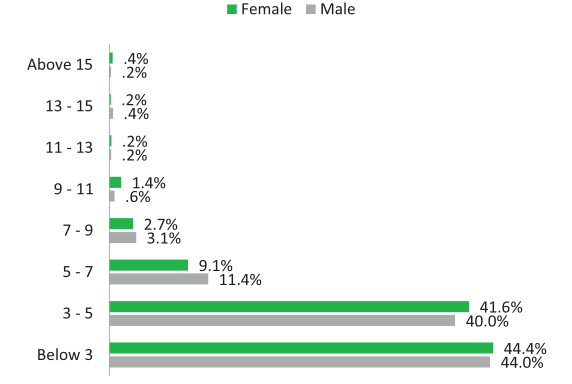 Female Male
Above 15 .4%
.2%
13 - 15 .2%
.4%
11 - 13 .2%
.2%
9 - 11 1.4%
.6%
7 - 9 2.7%
3.1%
5 - 7 9.1%
11.4%
3 - 5 41.6%
40.0%
Below 3 44.4%
44.0%